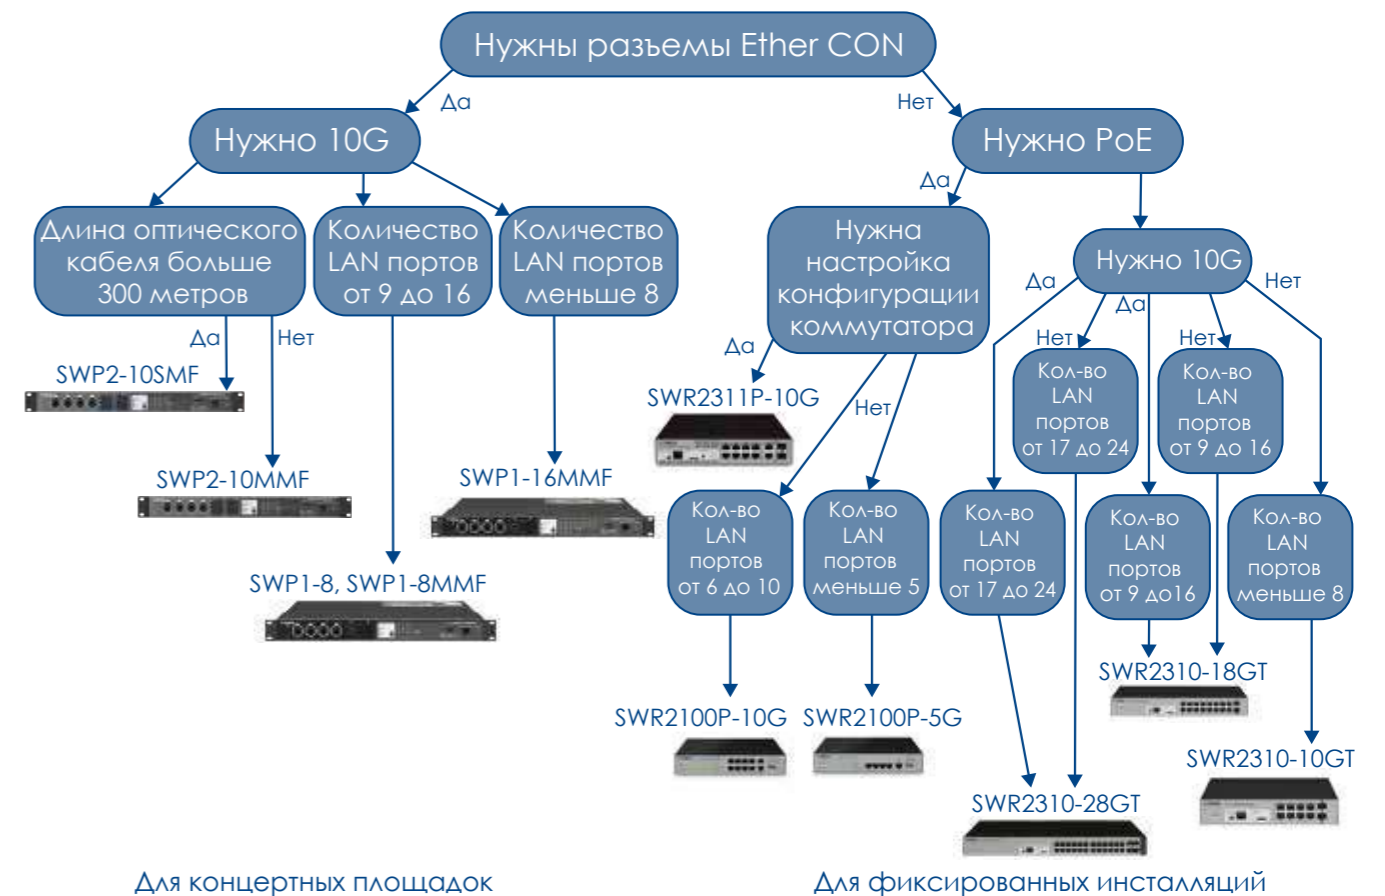 Нужны разъемы Ether CON
Да
Нет
Нужно 10G
Нужно PoE
Да
Длина оптического
кабеля больше
300 метров
Количество
LAN портов
от 9 до 16
Количество
LAN портов
меньше 8
Нужна
настройка
конфигурации
коммутатора
Нужно 10G
Да
Нет
Да
Нет
Да
Нет
Нет
Да
SWP2-10SMF
SWR2311P-10G
Нет
Кол-во
LAN
портов
от 17 до 24
Кол-во
LAN
портов
от 9 до 16
SWP2-10MMF
SWP1-16MMF
Кол-во
LAN
портов
от 6 до 10
Кол-во
LAN
портов
меньше 5
Кол-во
LAN
портов
от 17 до 24
Кол-во
LAN
портов
от 9 до16
Кол-во
LAN
портов
меньше 8
SWP1-8, SWP1-8MMF
SWR2310-18GT
SWR2100P-10G
SWR2100P-5G
SWR2310-10GT
SWR2310-28GT
Для концертных площадок
Для фиксированных инсталляций